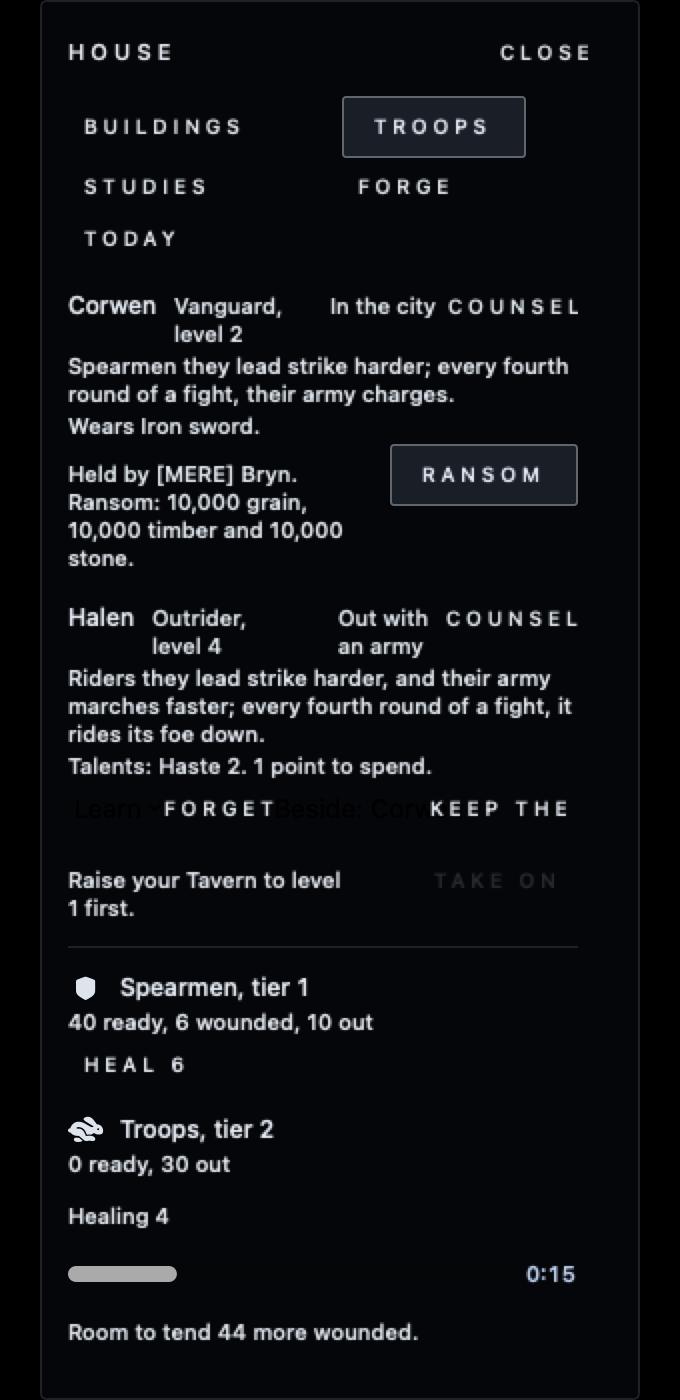 HOUSE CLOSE
BUILDINGS TROOPS
STUDIES FORGE
TODAY
Corwen Vanguard, level 2 In the city COUNSEL
Spearmen they lead strike harder; every fourth
round of a fight, their army charges.
Wears Iron sword.
Held by [MERE] Bryn.
Ransom: 10,000 grain,
10,000 timber and 10,000
stone.
RANSOM
Halen Outrider, level 4 Out with an army COUNSEL
Riders they lead strike harder, and their army
marches faster; every fourth round of a fight, it
rides its foe down.
Talents: Haste 2. 1 point to spend.
Learn FORGET Beside: KEEP THE
Raise your Tavern to level
1 first.
TAKE ON
Spearmen, tier 1
40 ready, 6 wounded, 10 out
HEAL 6
Troops, tier 2
0 ready, 30 out
Healing 4
0:15
Room to tend 44 more wounded.